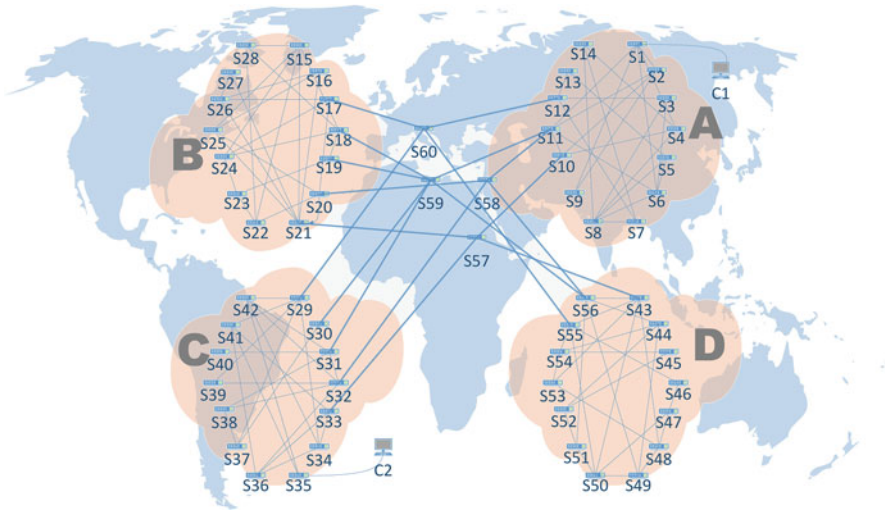 S28 S15
S27 S16
S26 S17
S25 S18
B
S24 S19
S23 S20
S22 S21
S14 S1
S13 S2
S12 S3
S11 S4
A
S10 S5
S9 S6
S8 S7
C1
S60
S59
S58
S57
S42 S29
S41 S30
C
S40 S31
S39 S32
S38 S33
S37 S34
S36 S35
C2
S56 S43
S55 S44
D
S54 S45
S53 S46
S52 S47
S51 S48
S50 S49